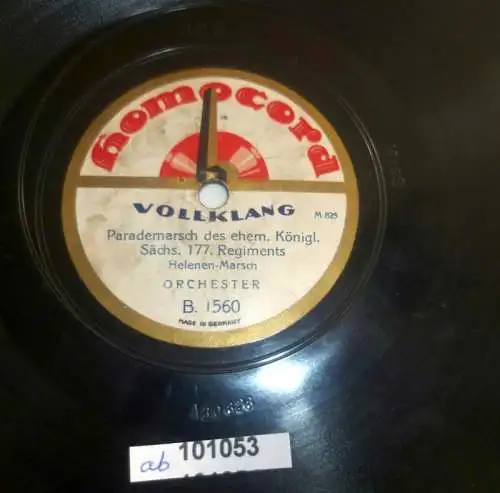 homocord
VOLLKLANG
M 825
Parademarsch des ehem. Königl.
Sächs. 177. Regiments
Helenen-Marsch
ORCHESTER
B. 1560
MADE IN GERMANY
ab 101053